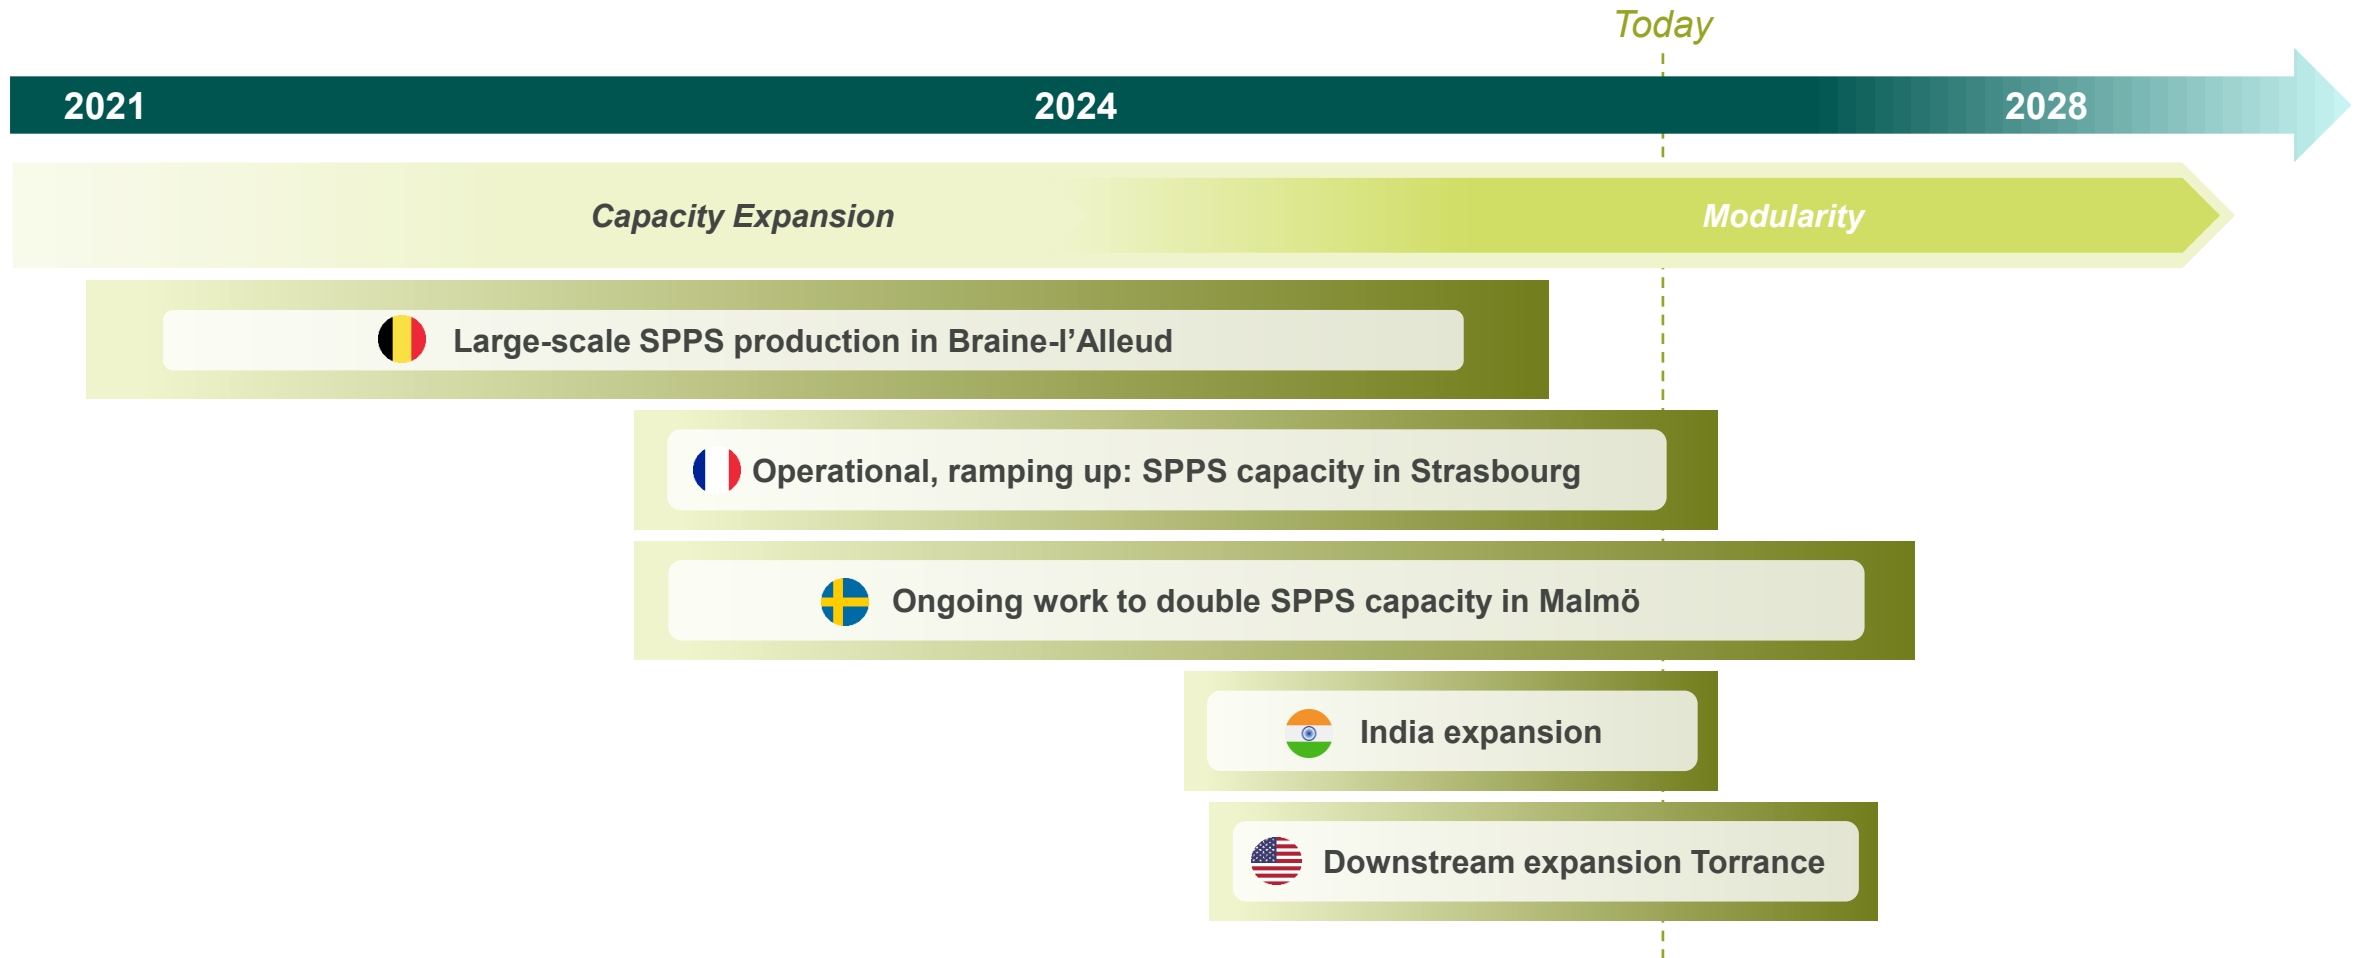 Today
2021 2024 2028
Capacity Expansion Modularity
Large-scale SPPS production in Braine-l’Alleud
Operational, ramping up: SPPS capacity in Strasbourg
Ongoing work to double SPPS capacity in Malmö
India expansion
Downstream expansion Torrance